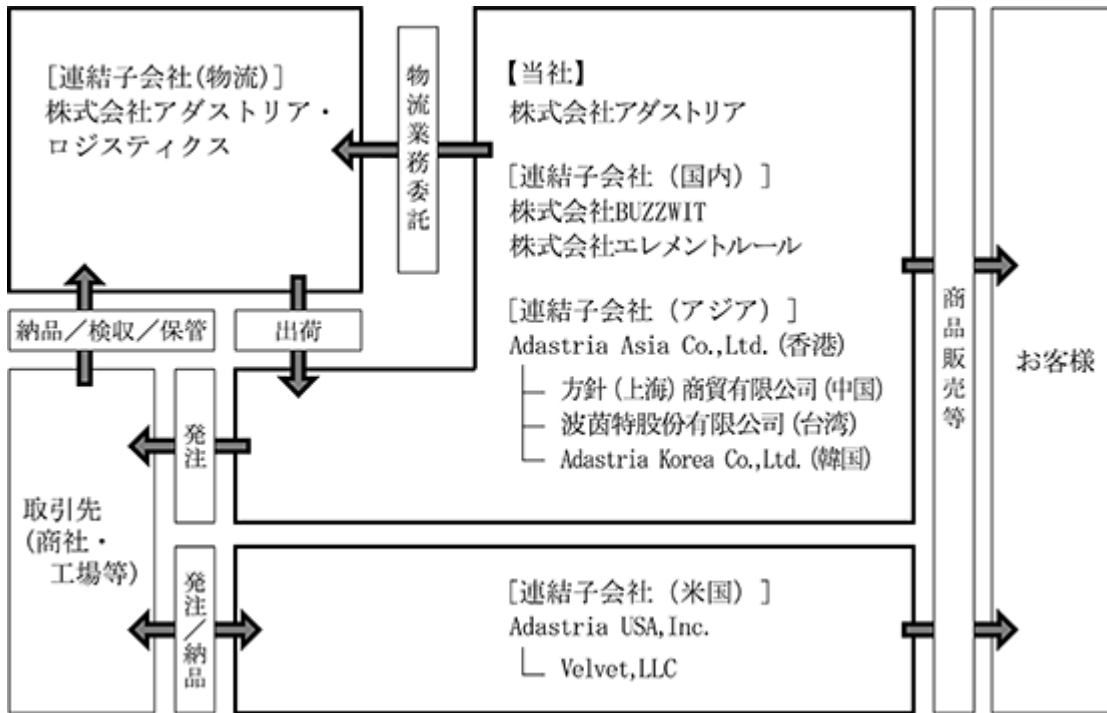 [連結子会社(物流)]
株式会社アダストリア・
ロジスティクス
物流業務委託
【当社】
株式会社アダストリア
[連結子会社（国内）]
株式会社BUZZWIT
株式会社エレメントルール
[連結子会社（アジア）]
Adastria Asia Co.,Ltd.(香港)
方針(上海)商貿有限公司(中国)
波茵特股份有限公司(台湾)
Adastria Korea Co.,Ltd.(韓国)
商品販売等
お客様
納品／検収／保管
出荷
発注
取引先
(商社・
工場等)
発注／納品
[連結子会社（米国）]
Adastria USA,Inc.
Velvet,LLC